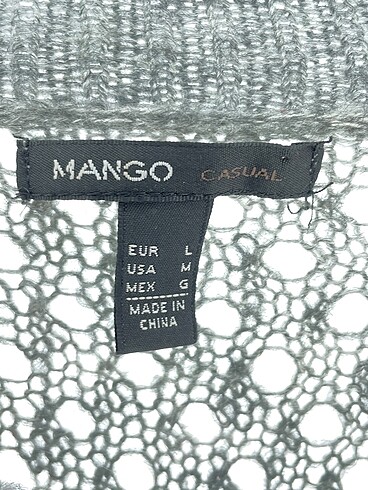 MANGO CASUAL
EUR L
USA M
MEX G
MADE IN
CHINA